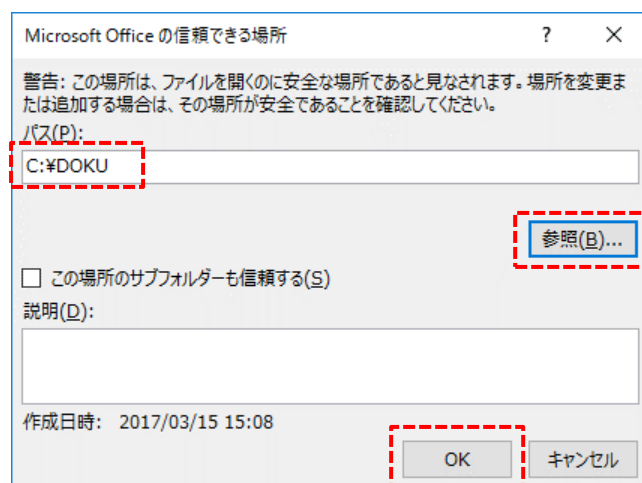 Microsoft Office の信頼できる場所 ? ×
警告: この場所は、ファイルを開くのに安全な場所であると見なされます。場所を変更ま
たは追加する場合は、その場所が安全であることを確認してください。
パス(P):
C:¥DOKU
参照(B)...
この場所のサブフォルダーも信頼する(S)
説明(D):
作成日時: 2017/03/15 15:08
OK キャンセル